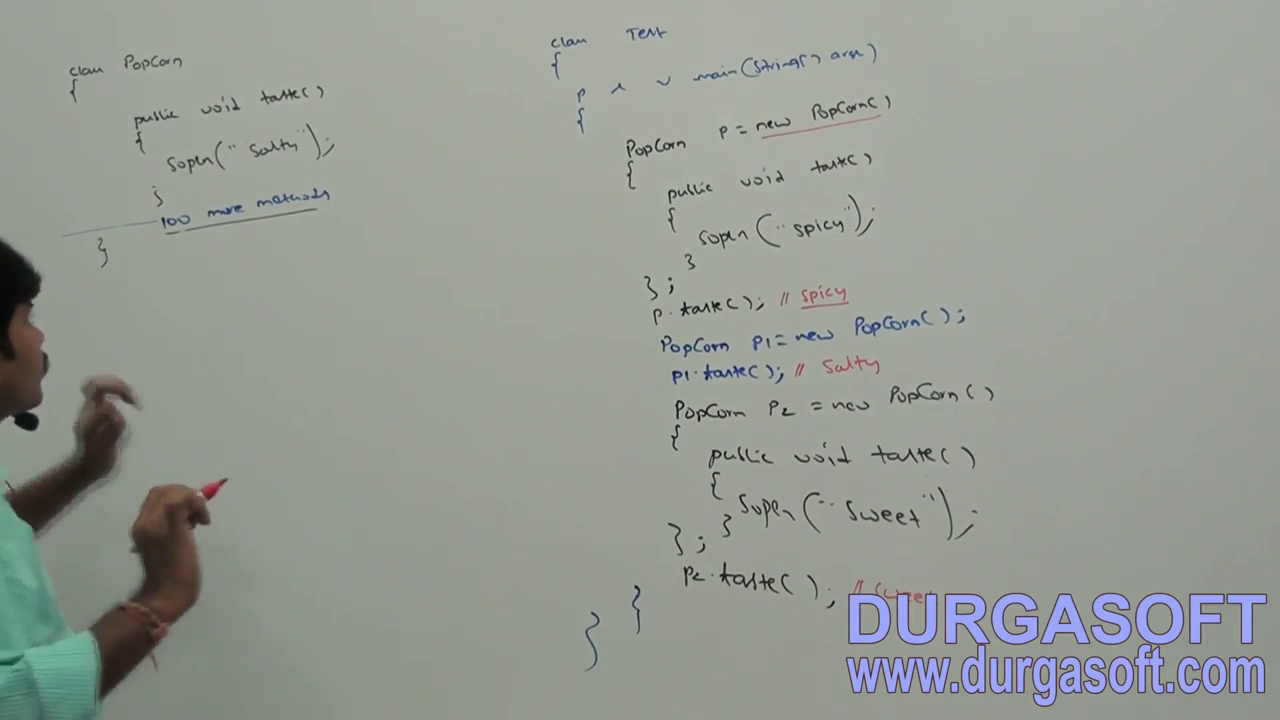 class PopCorn
{
public void taste()
{
sopln("Salty");
}
100 more methods
}
class Test
{
p s v main(String[] args)
{
PopCorn p = new PopCorn()
{
public void taste()
{
sopln("spicy");
}
};
p.taste(); // spicy
PopCorn p1 = new PopCorn();
p1.taste(); // Salty
PopCorn p2 = new PopCorn()
{
public void taste()
{
sopln("Sweet");
}
};
p2.taste(); // Sweet
}
}
DURGASOFT
www.durgasoft.com